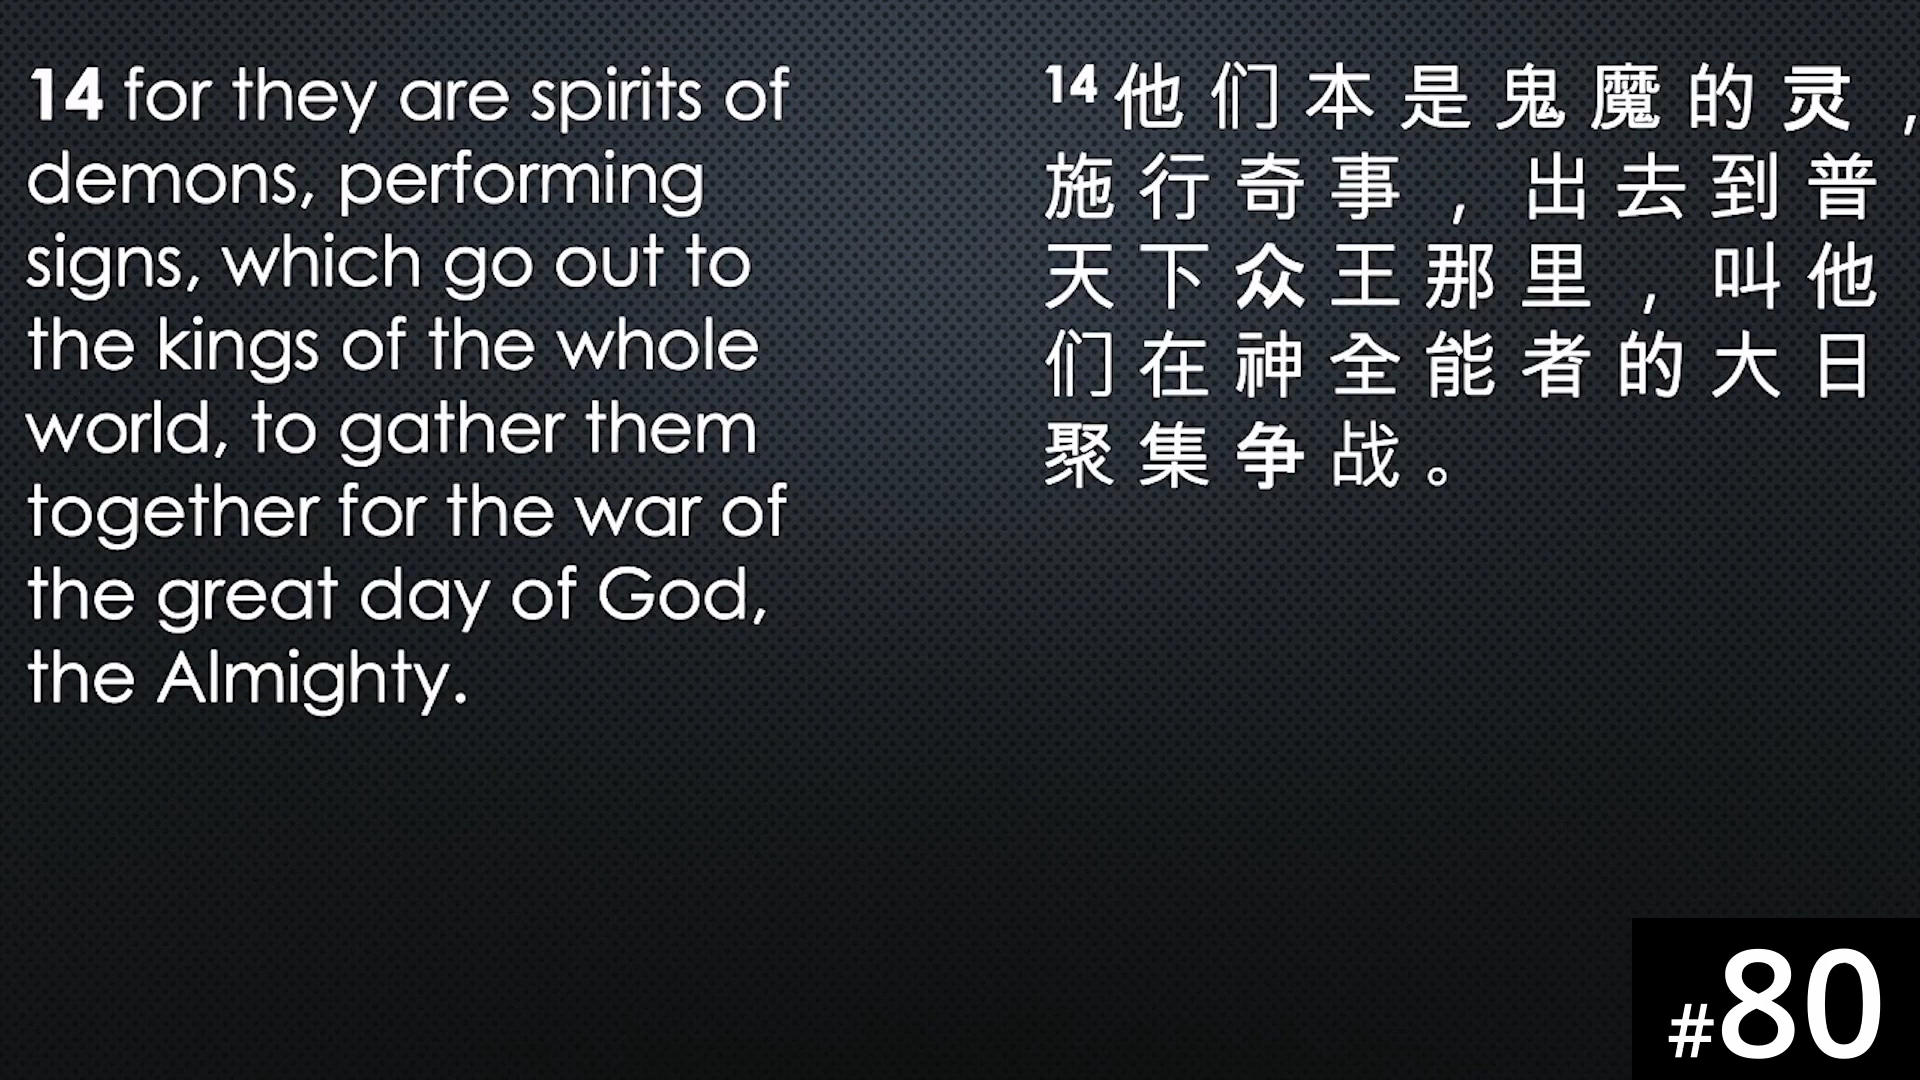 14 for they are spirits of
demons, performing
signs, which go out to
the kings of the whole
world, to gather them
together for the war of
the great day of God,
the Almighty.
14 他们本是鬼魔的灵，
施行奇事，出去到普
天下众王那里，叫他
们在神全能者的大日
聚集争战。
#80